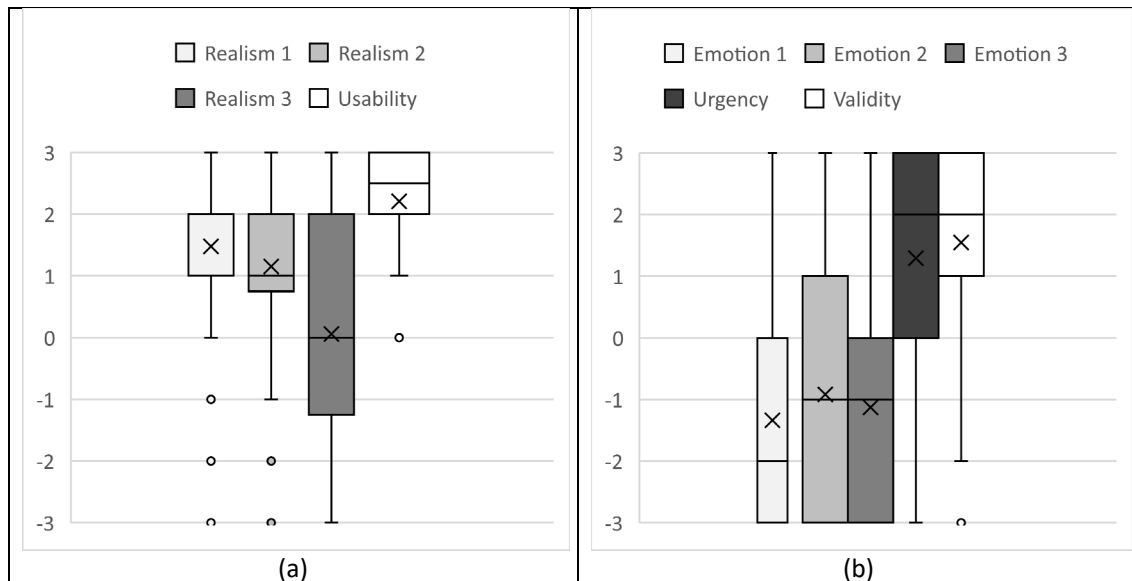 Realism 1 Realism 2
Realism 3 Usability
3
2
1
0
-1
-2
-3
(a)
Emotion 1 Emotion 2 Emotion 3
Urgency Validity
3
2
1
0
-1
-2
-3
(b)